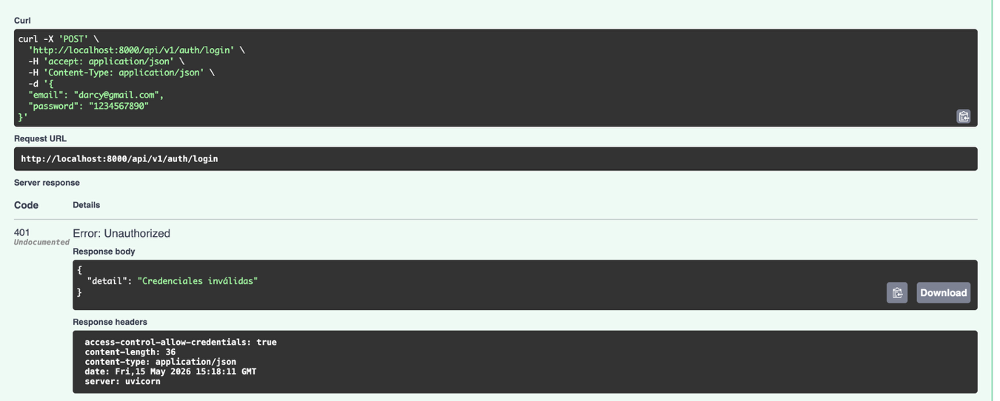 Curl
curl -X 'POST' \
  'http://localhost:8000/api/v1/auth/login' \
  -H 'accept: application/json' \
  -H 'Content-Type: application/json' \
  -d '{
  "email": "darcy@gmail.com",
  "password": "1234567890"
}'
Request URL
http://localhost:8000/api/v1/auth/login
Server response
Code Details
401 Error: Unauthorized
Undocumented
Response body
{
  "detail": "Credenciales inválidas"
}
Download
Response headers
access-control-allow-credentials: true
content-length: 36
content-type: application/json
date: Fri,15 May 2026 15:18:11 GMT
server: uvicorn